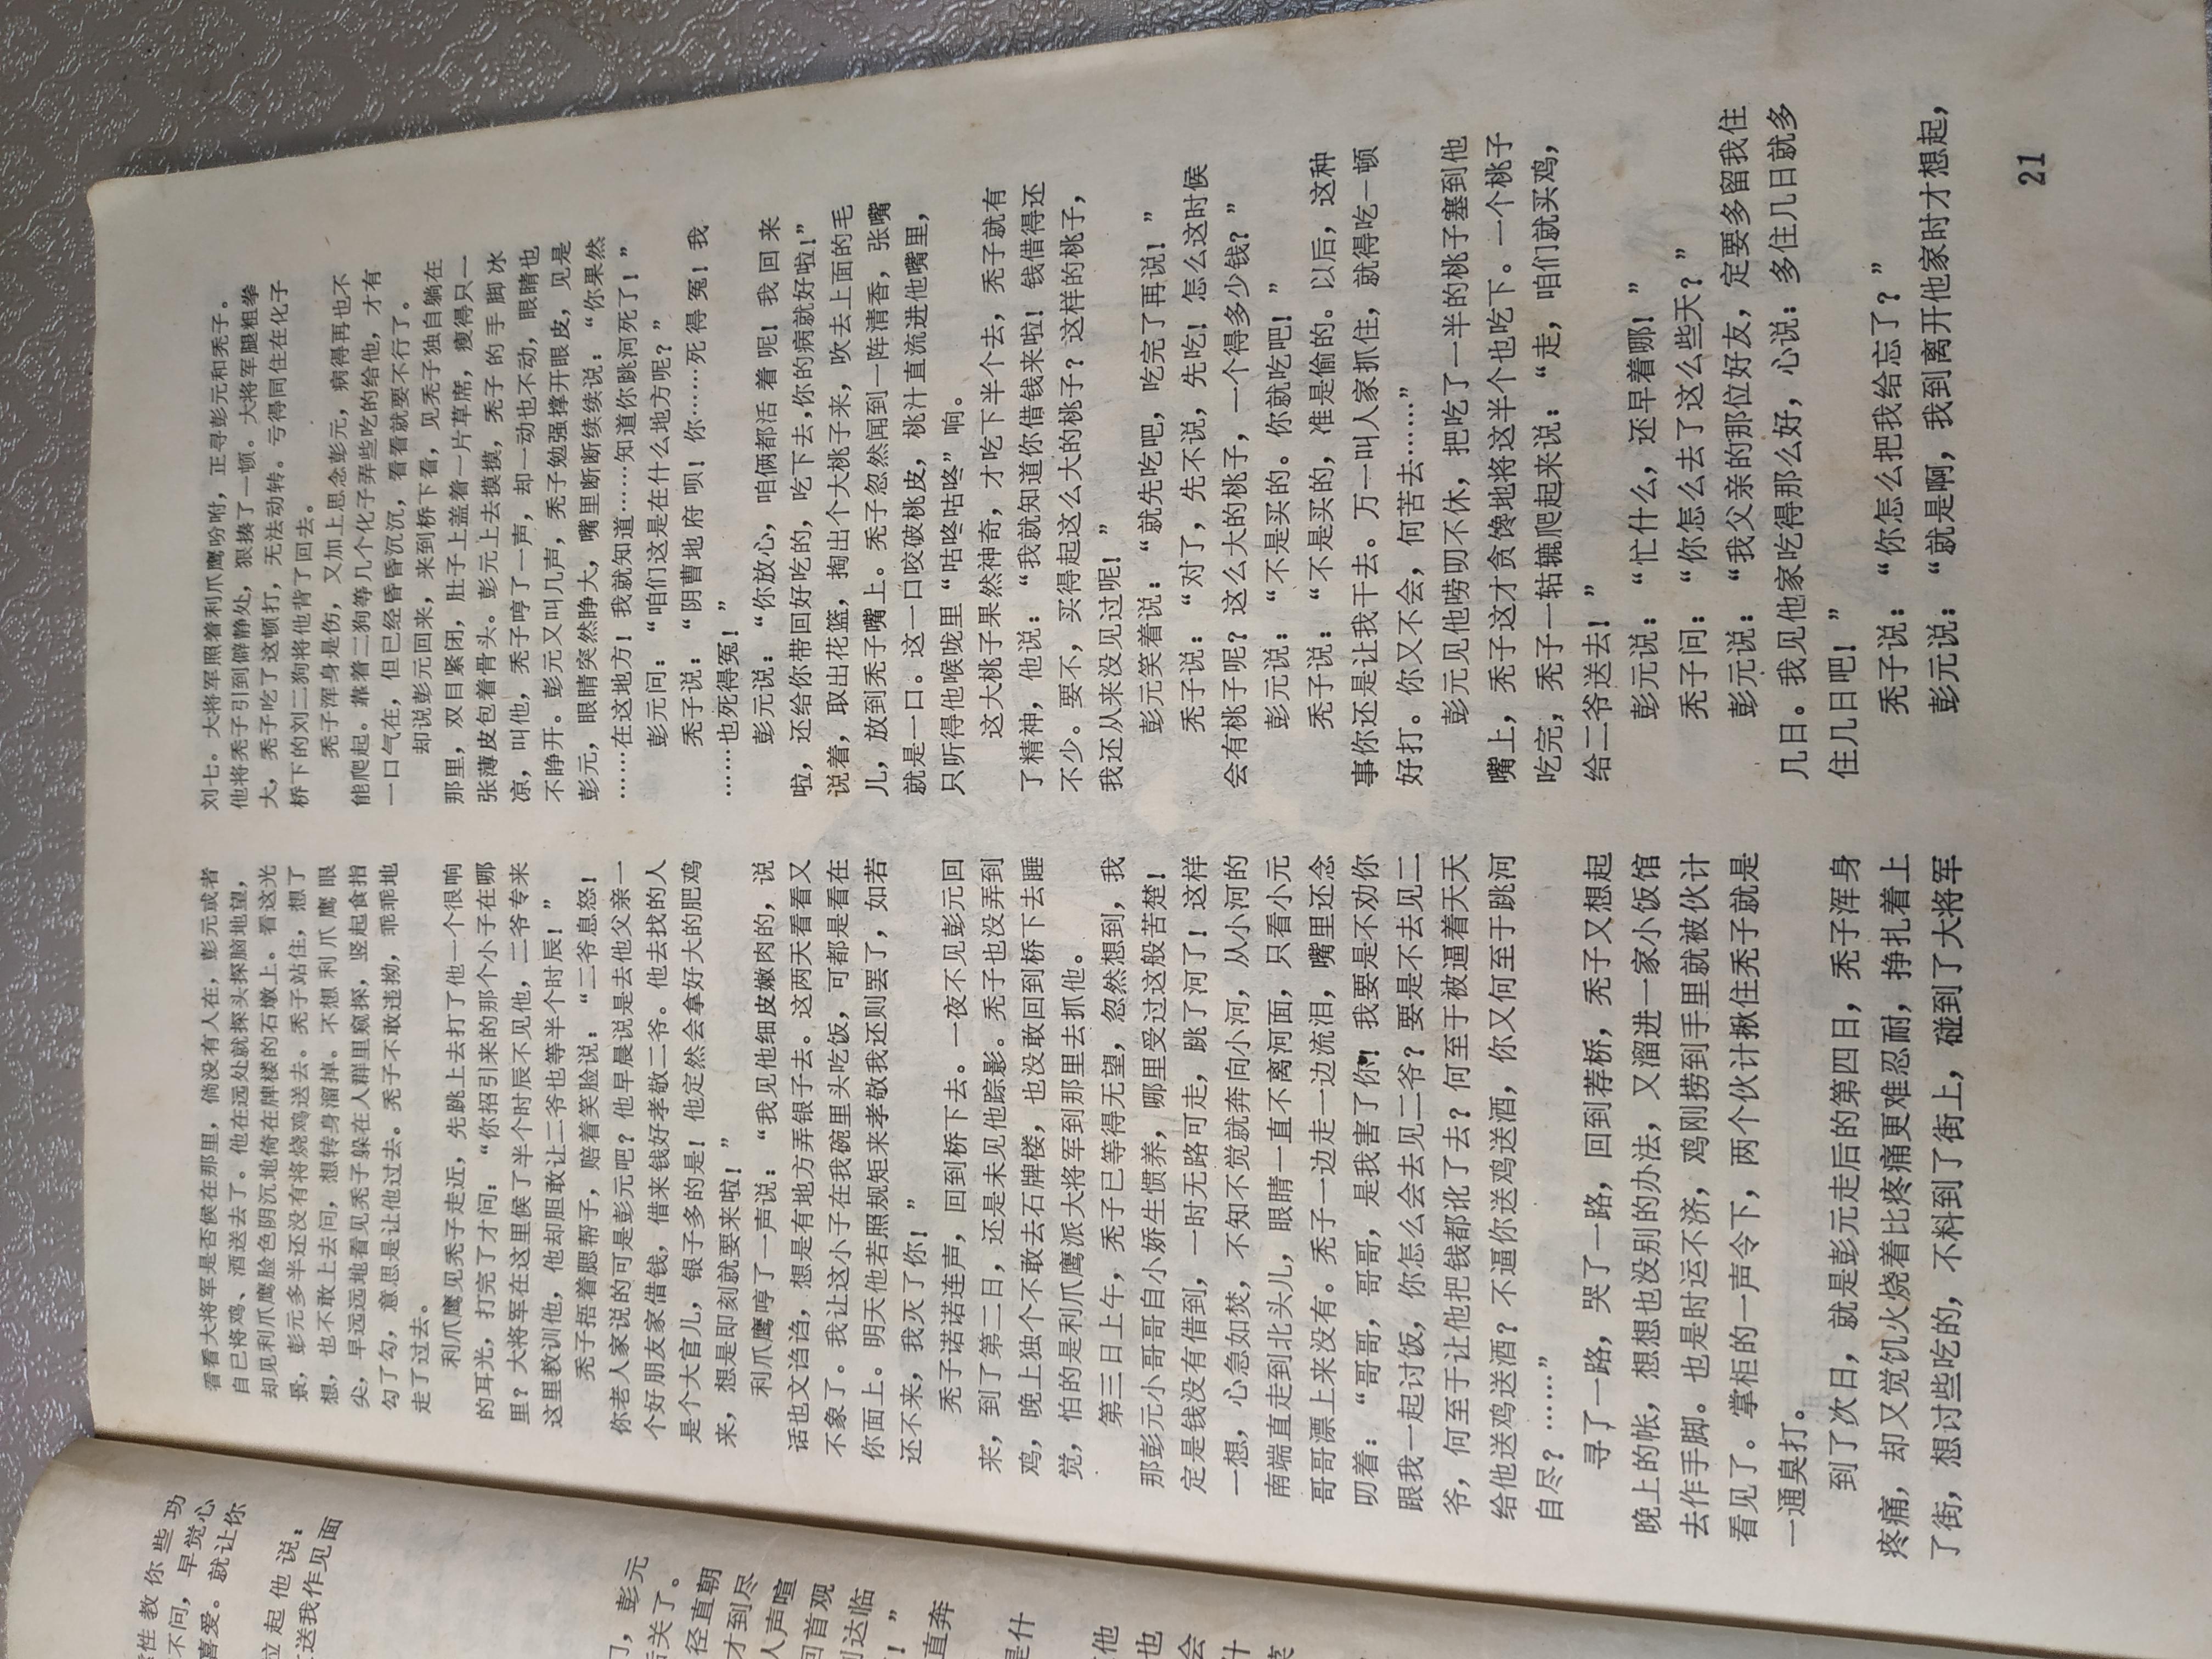 性教你些功
不问，早觉心
喜爱。就让你
位起他说：
送我作见面
门，彭元
关了。
径直朝
才到尽
人声喧
回首观
到达临
！”
直奔
是什
他
也
会
什
看看大将军是否候在那里，倘没有人在，彭元或者
自已将鸡、酒送去了。他在远处就探头探脑地望，
却见利爪鹰脸色阴沉地倚在牌楼的石墩上。看这光
景，彭元多半还没有将烧鸡送去。秃子站住，想了
想，也不敢上去问，想转身溜掉。不想利爪鹰眼
尖，早远远地看见秃子躲在人群里窥探，竖起食指
勾了勾，意思是让他过去。秃子不敢违拗，乖乖地
走了过去。
利爪鹰见秃子走近，先跳上去打了他一个很响
的耳光，打完了才问：“你招引来的那个小子在哪
里？大将军在这里侯了半个时辰不见他，二爷专来
这里教训他，他却胆敢让二爷也等半个时辰！”
秃子捂着腮帮子，赔着笑脸说：“二爷息怒！
你老人家说的可是彭元吧？他早晨说是去他父亲一
个好朋友家借钱，借来钱好孝敬二爷。他去找的人
是个大官儿，银子多的是！他定然会拿好大的肥鸡
来，想是即刻就要来啦！”
利爪鹰哼了一声说：“我见他细皮嫩肉的，说
话也文诌诌，想是有地方弄银子去。这两天看看又
不象了。我让这小子在我碗里头吃饭，可都是看在
你面上。明天他若照规矩来孝敬我还则罢了，如若
还不来，我灭了你！”
秃子诺诺连声，回到桥下去。一夜不见彭元回
来，到了第二日，还是未见他踪影。秃子也没弄到
鸡，晚上独个不敢去石牌楼，也没敢回到桥下去睡
觉，怕的是利爪鹰派大将军到那里去抓他。
第三日上午，秃子已等得无望，忽然想到，我
那彭元小哥哥自小娇生惯养，哪里受过这般苦楚！
定是钱没有借到，一时无路可走，跳了河了！这样
一想，心急如焚，不知不觉就奔向小河，从小河的
南端直走到北头儿，眼睛一直不离河面，只看小元
哥哥漂上来没有。秃子一边走一边流泪，嘴里还念
叨着：“哥哥，哥哥，是我害了你！我要是不劝你
跟我一起讨饭，你怎么会去见二爷？要是不去见二
爷，何至于让他把钱都讹了去？何至于被逼着天天
给他送鸡送酒？不逼你送鸡送酒，你又何至于跳河
自尽？……”
寻了一路，哭了一路，回到荐桥，秃子又想起
晚上的帐，想想也没别的办法，又溜进一家小饭馆
去作手脚。也是时运不济，鸡刚捞到手里就被伙计
看见了。掌柜的一声令下，两个伙计揪住秃子就是
一通臭打。
到了次日，就是彭元走后的第四日，秃子浑身
疼痛，却又觉饥火烧着比疼痛更难忍耐，挣扎着上
了街，想讨些吃的，不料到了街上，碰到了大将军
刘七。大将军照着利爪鹰吩咐，正寻彭元和秃子。
他将秃子引到僻静处，狠揍了一顿。大将军腿粗拳
大，秃子吃了这顿打，无法动转。亏得同住在化子
桥下的刘二狗将他背了回去。
秃子浑身是伤，又加上思念彭元，病得再也不
能爬起。靠着二狗等几个化子弄些吃的给他，才有
一口气在，但已经昏昏沉沉，看看就要不行了。
却说彭元回来，来到桥下看，见秃子独自躺在
那里，双目紧闭，肚子上盖着一片草席，瘦得只一
张薄皮包着骨头。彭元上去摸摸，秃子的手脚冰
凉，叫他，秃子哼了一声，却一动也不动，眼睛也
不睁开。彭元又叫几声，秃子勉强撑开眼皮，见是
彭元，眼睛突然睁大，嘴里断断续续说：“你果然
……在这地方！我就知道……知道你跳河死了！”
彭元问：“咱们这是在什么地方呢？”
秃子说：“阴曹地府呗！你……死得冤！我
……也死得冤！”
彭元说：“你放心，咱俩都活着呢！我回来
啦，还给你带回好吃的，吃下去，你的病就好啦！”
说着，取出花篮，掏出个大桃子来，吹去上面的毛
儿，放到秃子嘴上。秃子忽然闻到一阵清香，张嘴
就是一口。这一口咬破桃皮，桃汁直流进他嘴里，
只听得他喉咙里“咕咚咕咚”响。
这大桃子果然神奇，才吃下半个去，秃子就有
了精神，他说：“我就知道你借钱来啦！钱借得还
不少。要不，买得起这么大的桃子？这样的桃子，
我还从来没见过呢！”
彭元笑着说：“就先吃吧，吃完了再说！”
秃子说：“对了，先不说，先吃！怎么这时候
会有桃子呢？这么大的桃子，一个得多少钱？”
彭元说：“不是买的。你就吃吧！”
秃子说：“不是买的，准是偷的。以后，这种
事你还是让我干去。万一叫人家抓住，就得吃一顿
好打。你又不会，何苦去……”
彭元见他唠叨不休，把吃了一半的桃子塞到他
嘴上，秃子这才贪馋地将这半个也吃下。一个桃子
吃完，秃子一轱辘爬起来说：“走，咱们就买鸡，
给二爷送去！”
彭元说：“忙什么，还早着哪！”
秃子问：“你怎么去了这么些天？”
彭元说：“我父亲的那位好友，定要多留我住
几日。我见他家吃得那么好，心说：多住几日就多
住几日吧！”
秃子说：“你怎么把我给忘了？”
彭元说：“就是啊，我到离开他家时才想起，
21